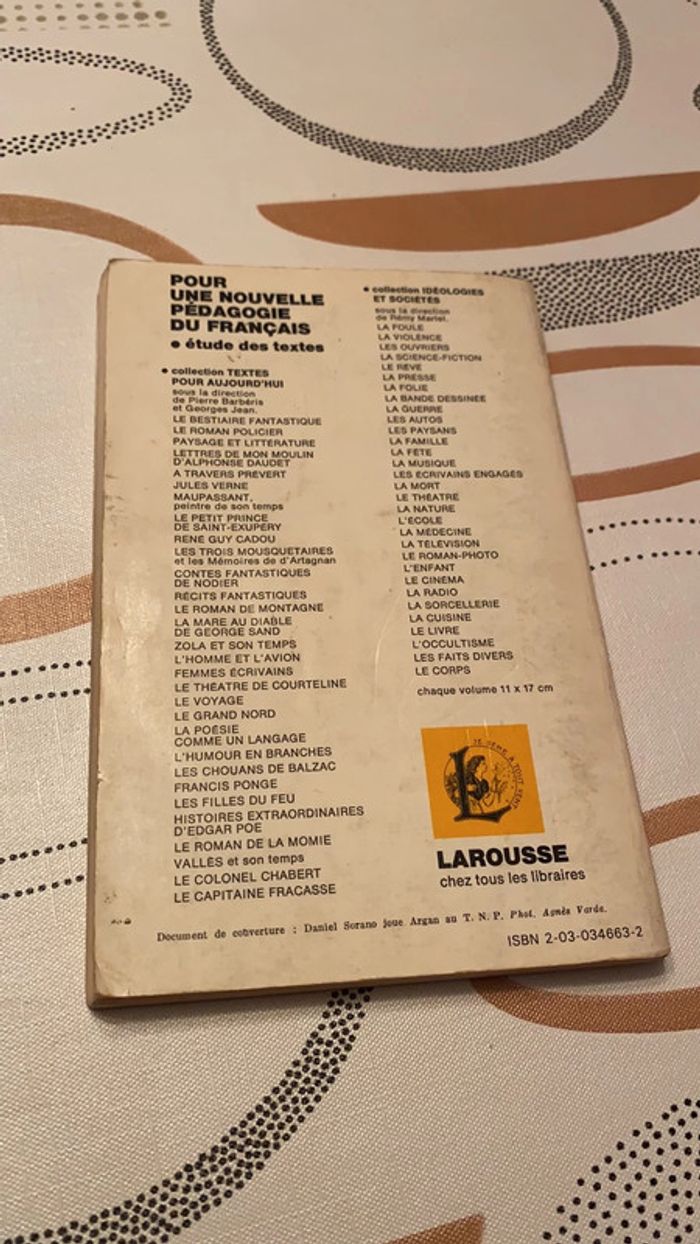 POUR
UNE NOUVELLE
PÉDAGOGIE
DU FRANÇAIS
• étude des textes
• collection TEXTES
POUR AUJOURD'HUI
sous la direction
de Pierre Barbéris
et Georges Jean.
LE BESTIAIRE FANTASTIQUE
LE ROMAN POLICIER
PAYSAGE ET LITTÉRATURE
LETTRES DE MON MOULIN
D'ALPHONSE DAUDET
A TRAVERS PRÉVERT
JULES VERNE
MAUPASSANT,
peintre de son temps
LE PETIT PRINCE
DE SAINT-EXUPÉRY
RENÉ GUY CADOU
LES TROIS MOUSQUETAIRES
et les Mémoires de d'Artagnan
CONTES FANTASTIQUES
DE NODIER
RÉCITS FANTASTIQUES
LE ROMAN DE MONTAGNE
LA MARE AU DIABLE
DE GEORGE SAND
ZOLA ET SON TEMPS
L'HOMME ET L'AVION
FEMMES ÉCRIVAINS
LE THÉATRE DE COURTELINE
LE VOYAGE
LE GRAND NORD
LA POÉSIE
COMME UN LANGAGE
L'HUMOUR EN BRANCHES
LES CHOUANS DE BALZAC
FRANCIS PONGE
LES FILLES DU FEU
HISTOIRES EXTRAORDINAIRES
D'EDGAR POE
LE ROMAN DE LA MOMIE
VALLÈS et son temps
LE COLONEL CHABERT
LE CAPITAINE FRACASSE
• collection IDÉOLOGIES
ET SOCIÉTÉS
sous la direction
de Rémy Martel.
LA FOULE
LA VIOLENCE
LES OUVRIERS
LA SCIENCE-FICTION
LE RÊVE
LA PRESSE
LA FOLIE
LA BANDE DESSINÉE
LA GUERRE
LES AUTOS
LES PAYSANS
LA FAMILLE
LA FÊTE
LA MUSIQUE
LES ÉCRIVAINS ENGAGÉS
LA MORT
LE THÉATRE
LA NATURE
L'ÉCOLE
LA MÉDECINE
LA TÉLÉVISION
LE ROMAN-PHOTO
L'ENFANT
LE CINÉMA
LA RADIO
LA SORCELLERIE
LA CUISINE
LE LIVRE
L'OCCULTISME
LES FAITS DIVERS
LE CORPS
chaque volume 11 x 17 cm
JE SÈME A TOUT VENT
L
LAROUSSE
chez tous les libraires
Document de couverture : Daniel Sorano joue Argan au T. N. P. Phot. Agnès Varda.
ISBN 2-03-034663-2